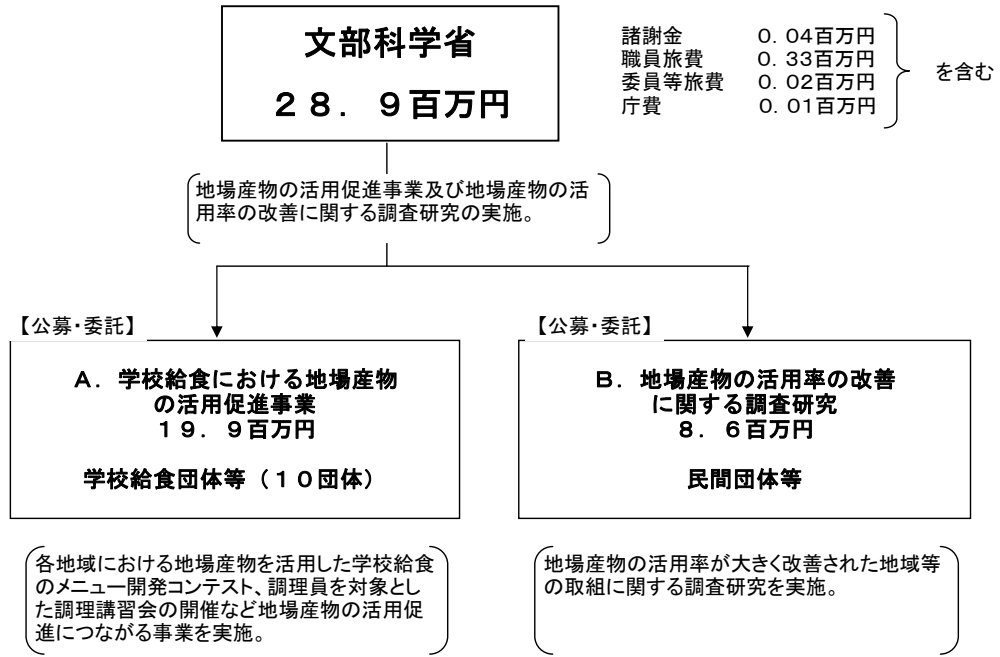 文部科学省
２８．９百万円
諸謝金　０．０４百万円
職員旅費　０．３３百万円
委員等旅費　０．０２百万円
庁費　０．０１百万円
を含む
地場産物の活用促進事業及び地場産物の活
用率の改善に関する調査研究の実施。
【公募・委託】
Ａ．学校給食における地場産物
の活用促進事業
１９．９百万円
学校給食団体等（１０団体）
各地域における地場産物を活用した学校給食
のメニュー開発コンテスト、調理員を対象とし
た調理講習会の開催など地場産物の活用促
進につながる事業を実施。
【公募・委託】
Ｂ．地場産物の活用率の改善
に関する調査研究
８．６百万円
民間団体等
地場産物の活用率が大きく改善された地域等
の取組に関する調査研究を実施。